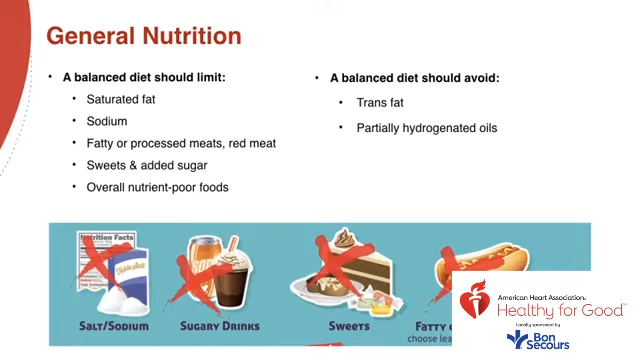 General Nutrition
• A balanced diet should limit:
• Saturated fat
• Sodium
• Fatty or processed meats, red meat
• Sweets & added sugar
• Overall nutrient-poor foods
• A balanced diet should avoid:
• Trans fat
• Partially hydrogenated oils
Nutrition Facts
SODA
SALT/SODIUM
SUGARY DRINKS
SWEETS
FATTY
choose lea
American Heart Association®
Healthy for Good™
Locally sponsored by
Bon
Secours